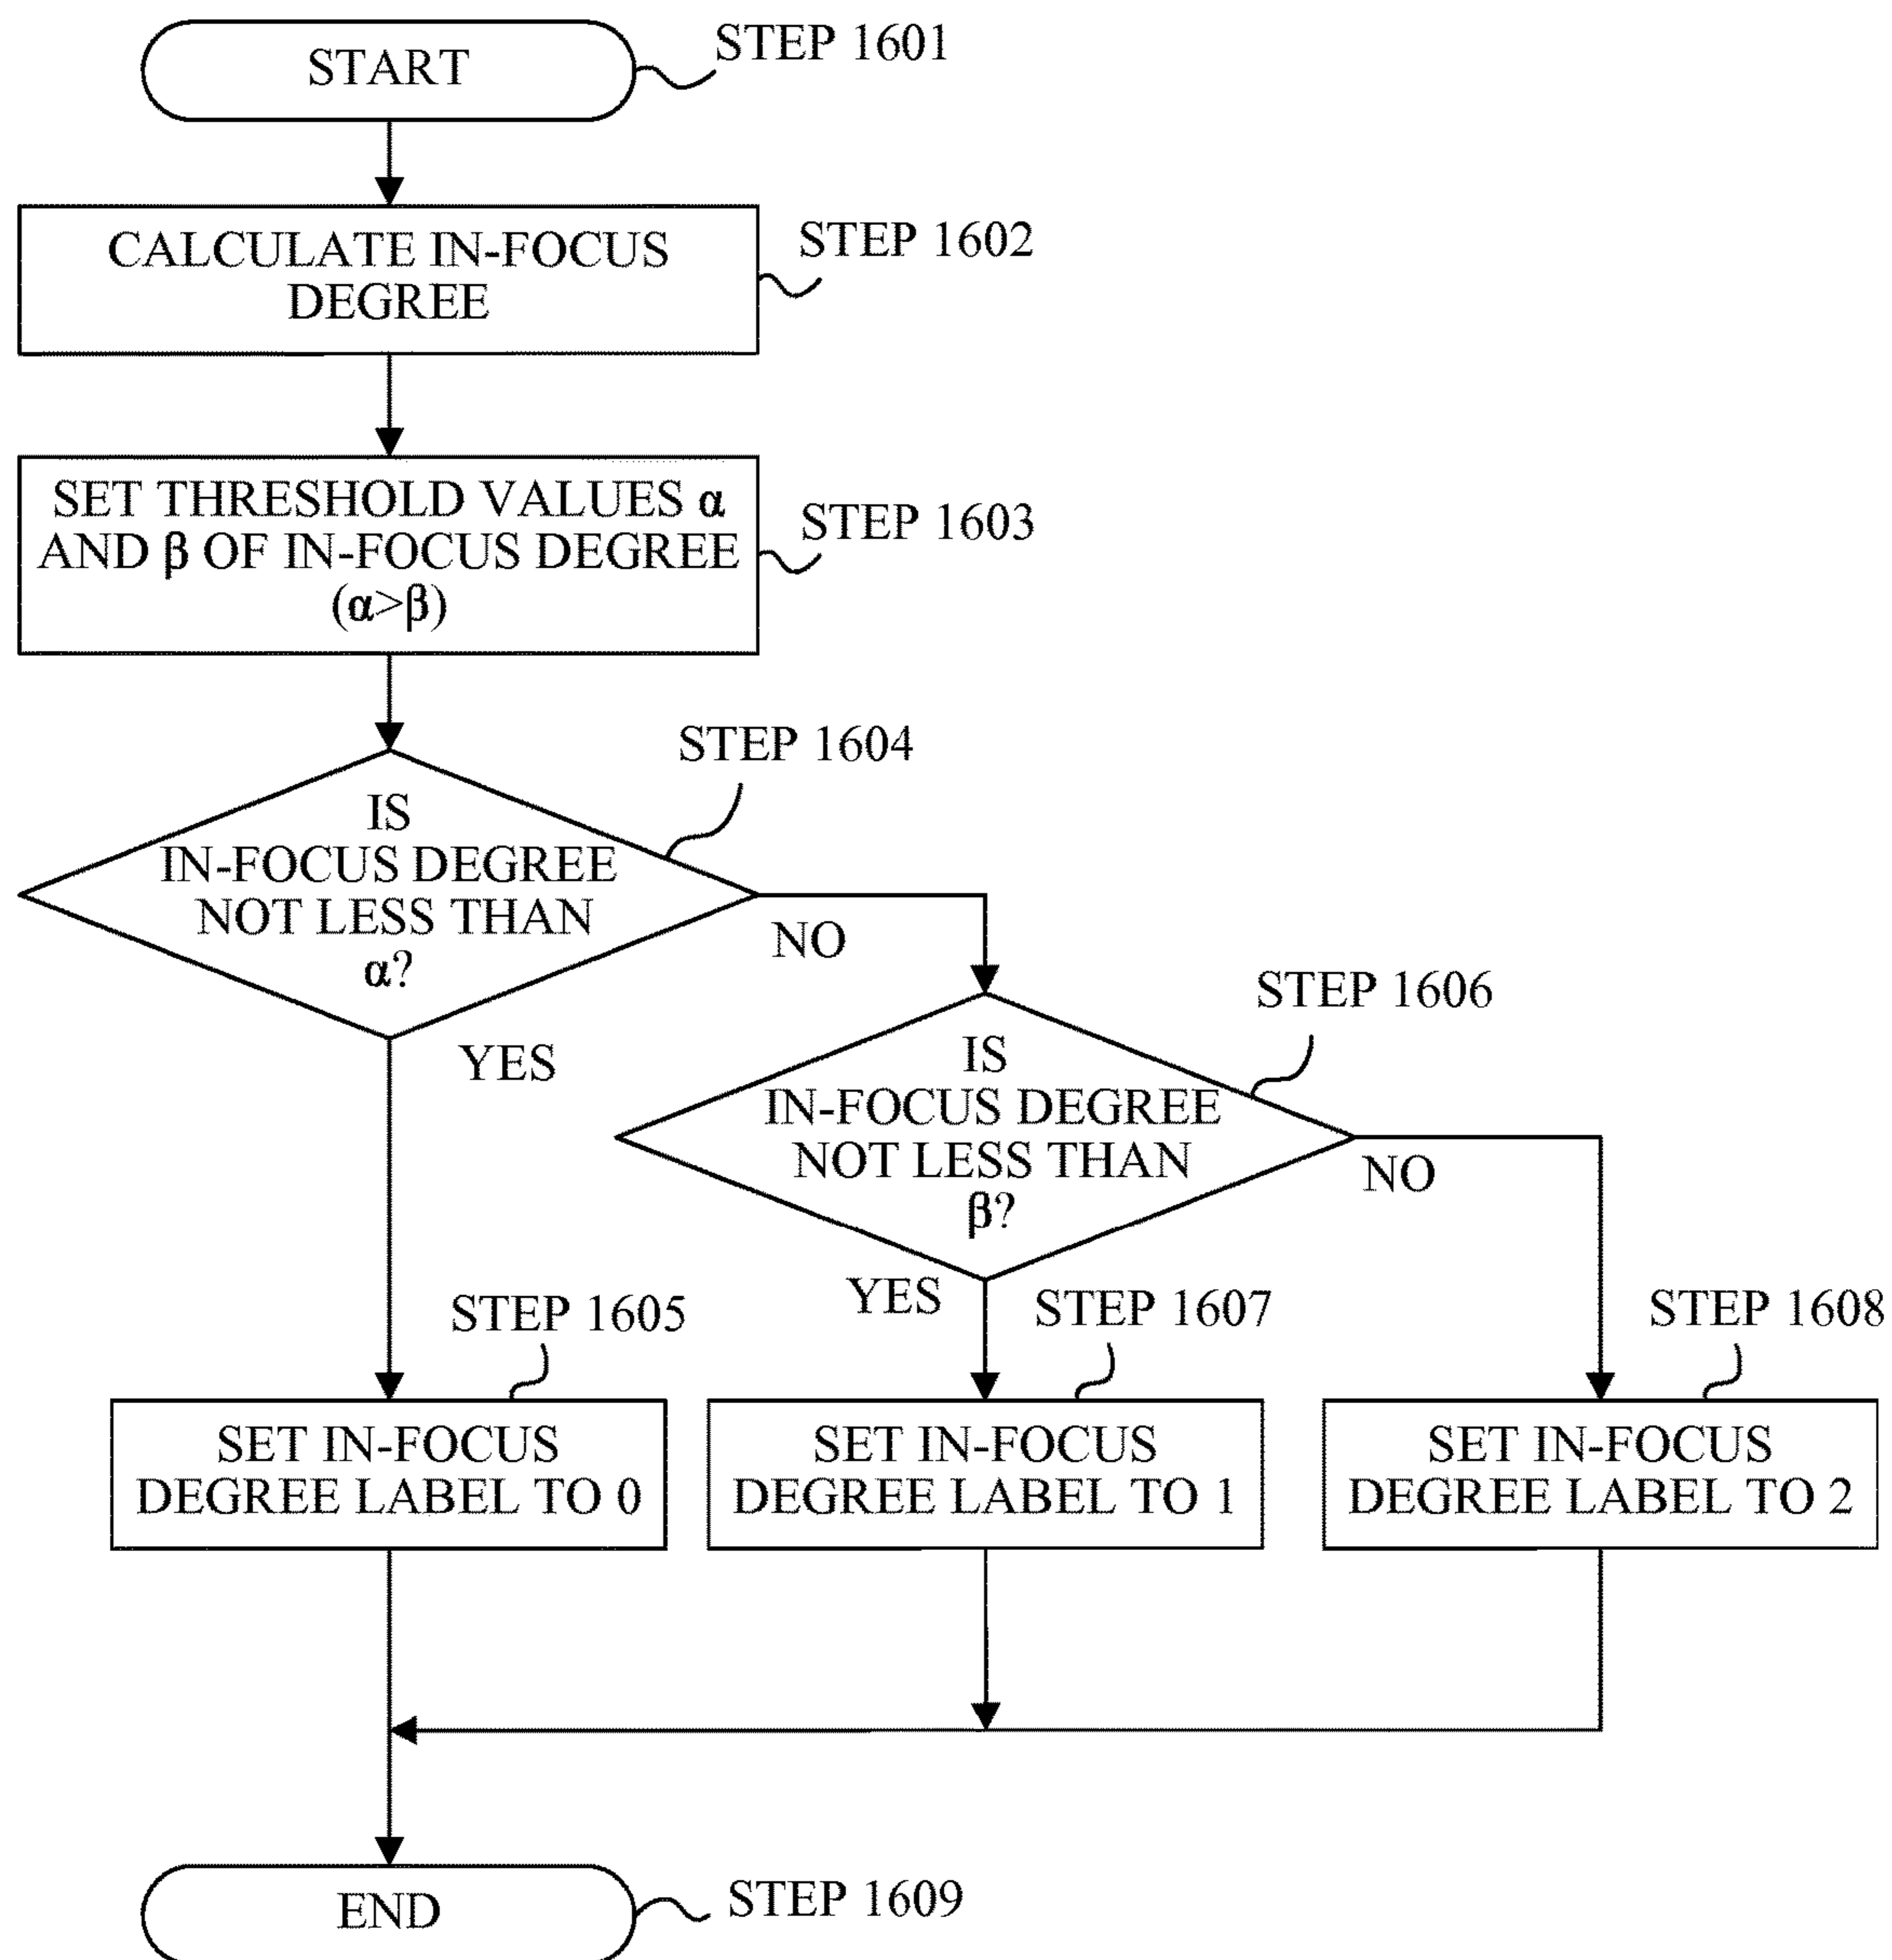 START
STEP 1601
CALCULATE IN-FOCUS
DEGREE
STEP 1602
SET THRESHOLD VALUES α
AND β OF IN-FOCUS DEGREE
(α>β)
STEP 1603
STEP 1604
IS
IN-FOCUS DEGREE
NOT LESS THAN
α?
NO
YES
STEP 1606
IS
IN-FOCUS DEGREE
NOT LESS THAN
β?
NO
YES
STEP 1605
STEP 1607
STEP 1608
SET IN-FOCUS
DEGREE LABEL TO 0
SET IN-FOCUS
DEGREE LABEL TO 1
SET IN-FOCUS
DEGREE LABEL TO 2
END
STEP 1609